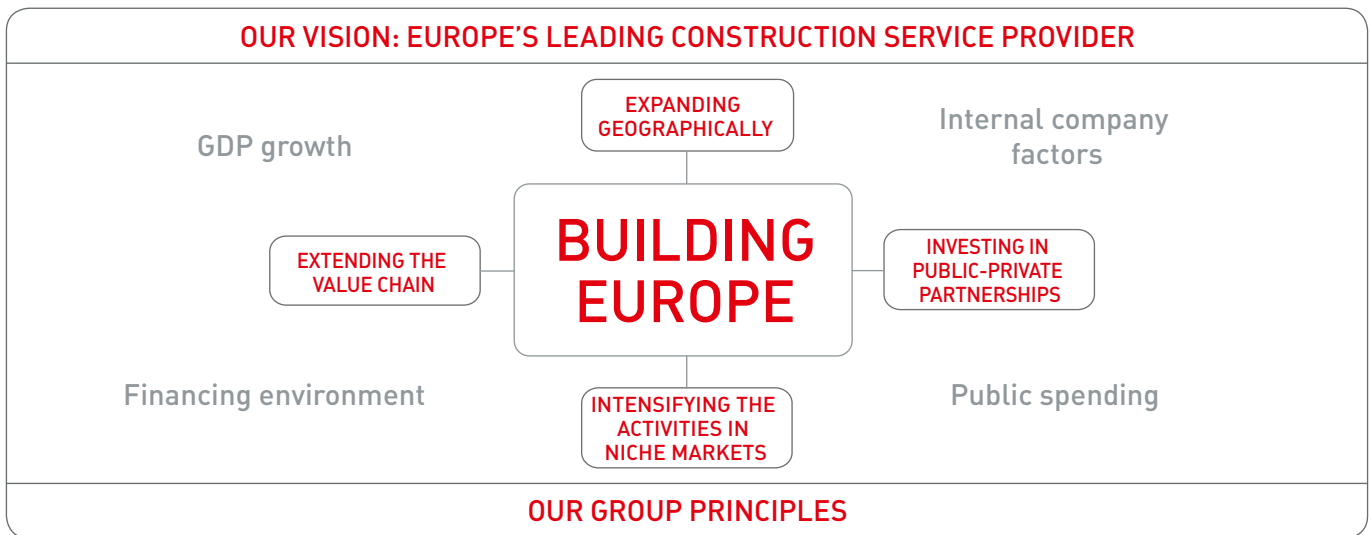 OUR VISION: EUROPE’S LEADING CONSTRUCTION SERVICE PROVIDER
EXPANDING
GEOGRAPHICALLY
GDP growth
Internal company
factors
EXTENDING THE
VALUE CHAIN
BUILDING
EUROPE
INVESTING IN
PUBLIC-PRIVATE
PARTNERSHIPS
Financing environment
INTENSIFYING THE
ACTIVITIES IN
NICHE MARKETS
Public spending
OUR GROUP PRINCIPLES